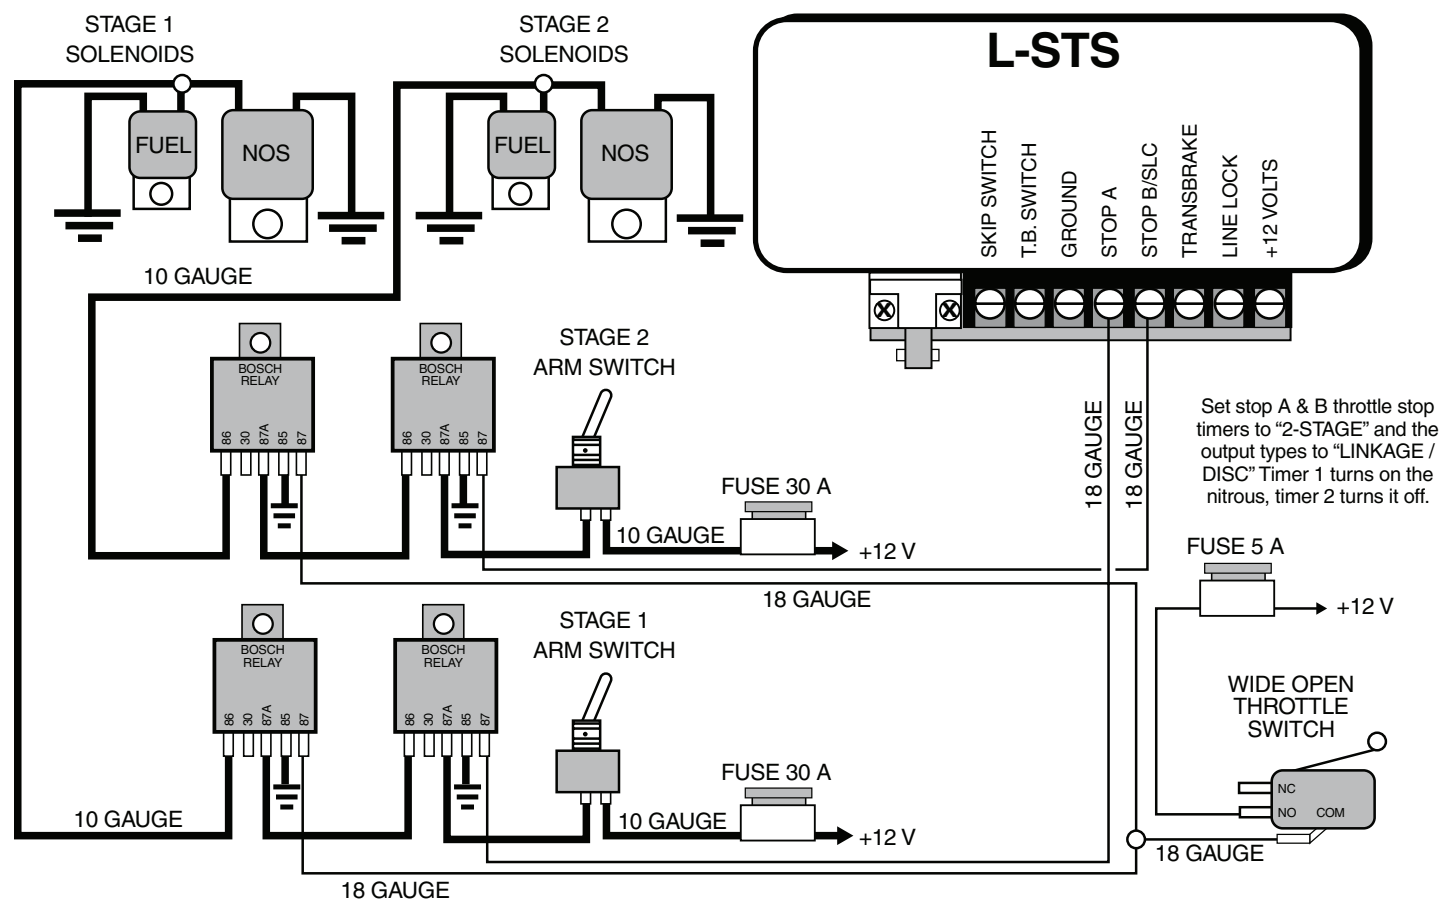 STAGE 1
SOLENOIDS
STAGE 2
SOLENOIDS
L-STS
FUEL
NOS
FUEL
NOS
SKIP SWITCH
T.B. SWITCH
GROUND
STOP A
STOP B/SLC
TRANSBRAKE
LINE LOCK
+12 VOLTS
10 GAUGE
STAGE 2
ARM SWITCH
BOSCH
RELAY
86
30
87A
85
87
BOSCH
RELAY
86
30
87A
85
87
18 GAUGE
18 GAUGE
Set stop A & B throttle stop
timers to “2-STAGE” and the
output types to “LINKAGE /
DISC” Timer 1 turns on the
nitrous, timer 2 turns it off.
FUSE 30 A
10 GAUGE
+12 V
FUSE 5 A
+12 V
18 GAUGE
STAGE 1
ARM SWITCH
BOSCH
RELAY
86
30
87A
85
87
BOSCH
RELAY
86
30
87A
85
87
WIDE OPEN
THROTTLE
SWITCH
NC
NO
COM
FUSE 30 A
10 GAUGE
10 GAUGE
+12 V
18 GAUGE
18 GAUGE